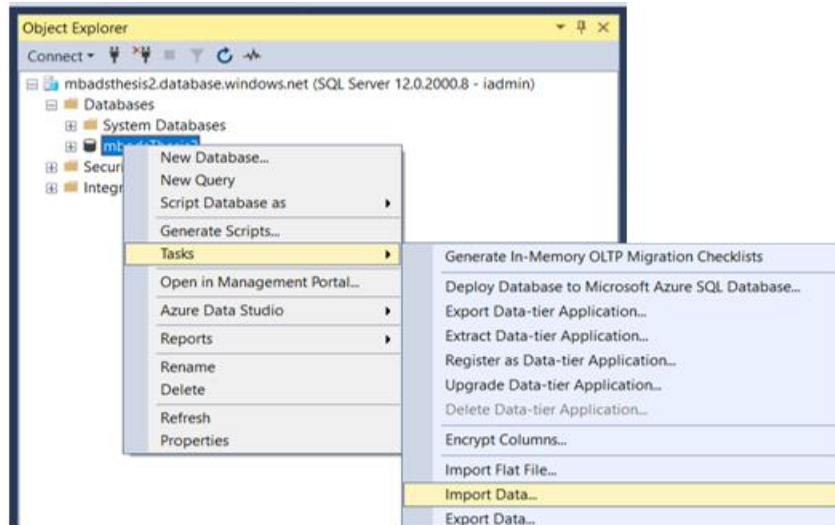 Object Explorer
Connect
mbadsthesis2.database.windows.net (SQL Server 12.0.2000.8 - iadmin)
Databases
System Databases
Securi
Integr
New Database...
New Query
Script Database as
Generate Scripts...
Tasks
Open in Management Portal...
Azure Data Studio
Reports
Rename
Delete
Refresh
Properties
Generate In-Memory OLTP Migration Checklists
Deploy Database to Microsoft Azure SQL Database...
Export Data-tier Application...
Extract Data-tier Application...
Register as Data-tier Application...
Upgrade Data-tier Application...
Delete Data-tier Application...
Encrypt Columns...
Import Flat File...
Import Data...
Export Data...